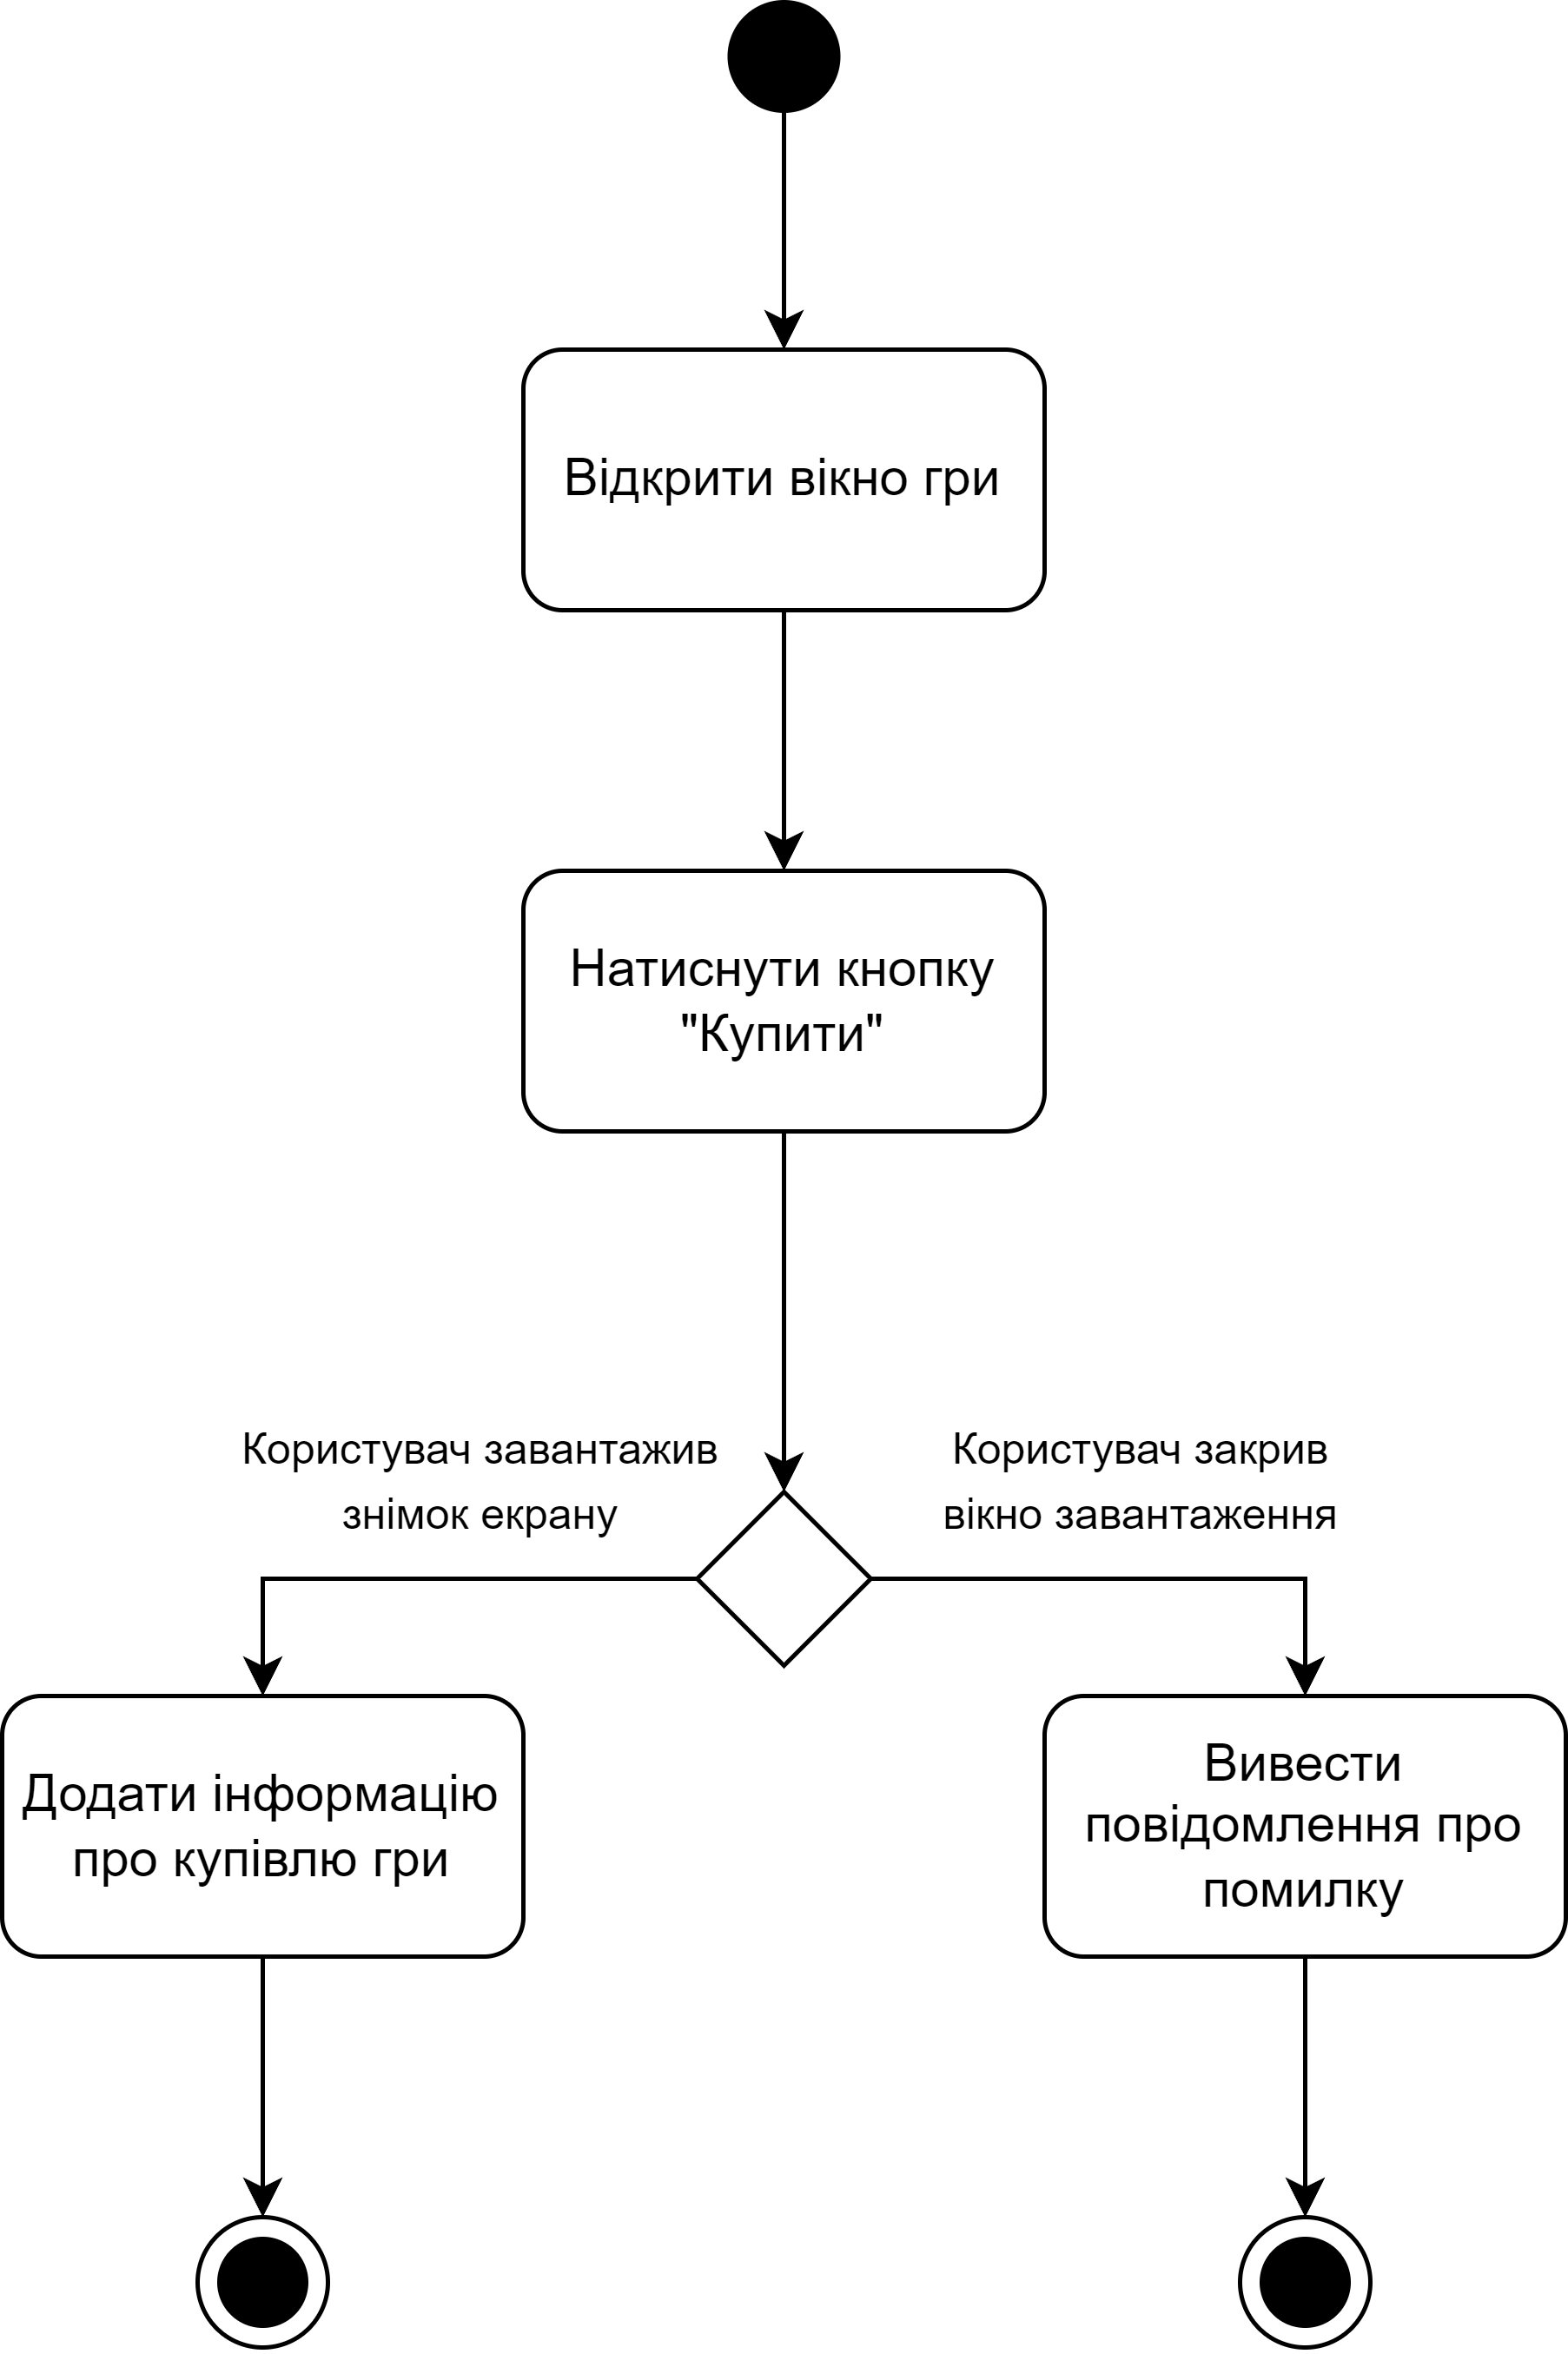 Відкрити вікно гри
Натиснути кнопку
"Купити"
Користувач завантажив
знімок екрану
Користувач закрив
вікно завантаження
Додати інформацію
про купівлю гри
Вивести
повідомлення про
помилку